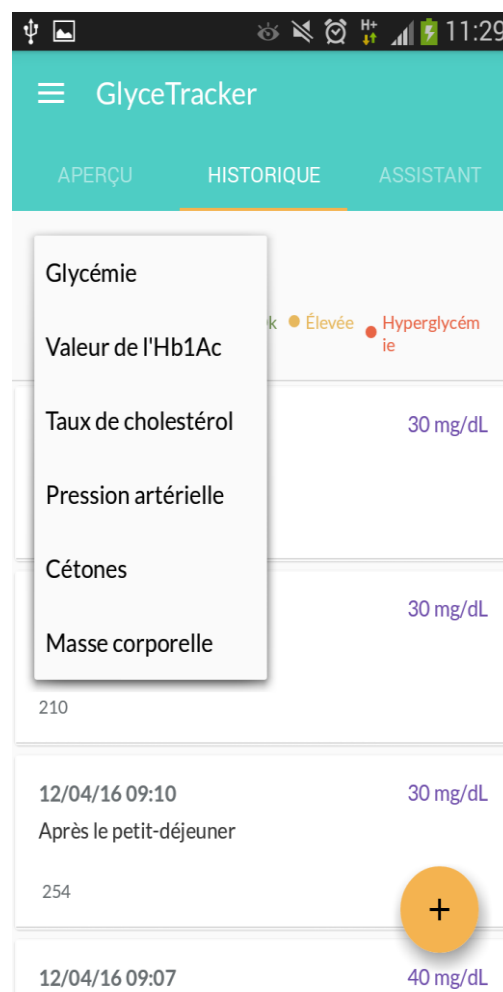 H+ 11:29
GlyceTracker
APERÇU HISTORIQUE ASSISTANT
Glycémie
k Élevée Hyperglycém
ie
Valeur de l'Hb1Ac
Taux de cholestérol
30 mg/dL
Pression artérielle
Cétones
30 mg/dL
Masse corporelle
210
12/04/16 09:10
30 mg/dL
Après le petit-déjeuner
254
+
12/04/16 09:07
40 mg/dL